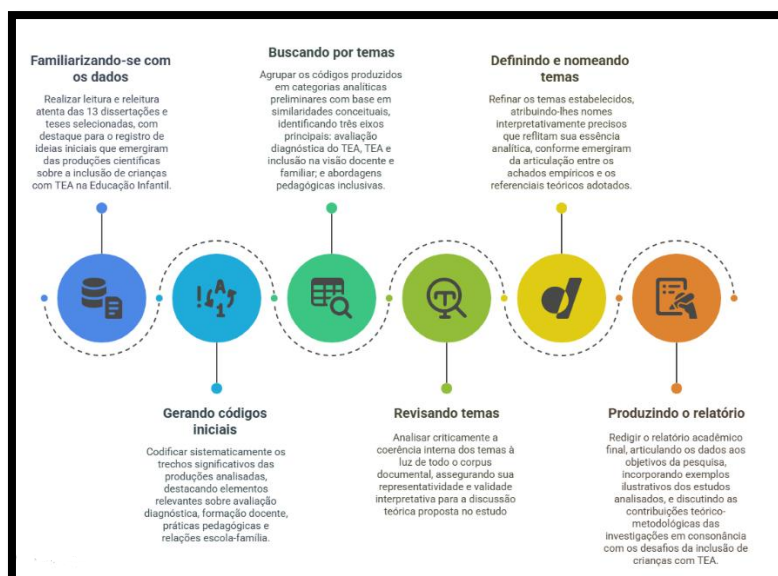 Familiarizando-se com
os dados
Realizar leitura e releitura
atenta das 13 dissertações e
teses selecionadas, com
destaque para o registro de
ideias iniciais que emergiram
das produções científicas
sobre a inclusão de crianças
com TEA na Educação Infantil.
Gerando códigos
iniciais
Codificar sistematicamente os
trechos significativos das
produções analisadas,
destacando elementos
relevantes sobre avaliação
diagnóstica, formação docente,
práticas pedagógicas e
relações escola-família.
Buscando por temas
Agrupar os códigos produzidos
em categorias analíticas
preliminares com base em
similaridades conceituais,
identificando três eixos
principais: avaliação
diagnóstica do TEA, TEA e
inclusão na visão docente e
familiar; e abordagens
pedagógicas inclusivas.
Revisando temas
Analisar criticamente a
coerência interna dos temas à
luz de todo o corpus
documental, assegurando sua
representatividade e validade
interpretativa para a discussão
teórica proposta no estudo
Definindo e nomeando
temas
Refinar os temas estabelecidos,
atribuindo-lhes nomes
interpretativamente precisos
que reflitam sua essência
analítica, conforme emergiram
da articulação entre os
achados empíricos e os
referenciais teóricos adotados.
Produzindo o relatório
Redigir o relatório acadêmico
final, articulando os dados aos
objetivos da pesquisa,
incorporando exemplos
ilustrativos dos estudos
analisados, e discutindo as
contribuições teórico-
metodológicas das
investigações em consonância
com os desafios da inclusão de
crianças com TEA.